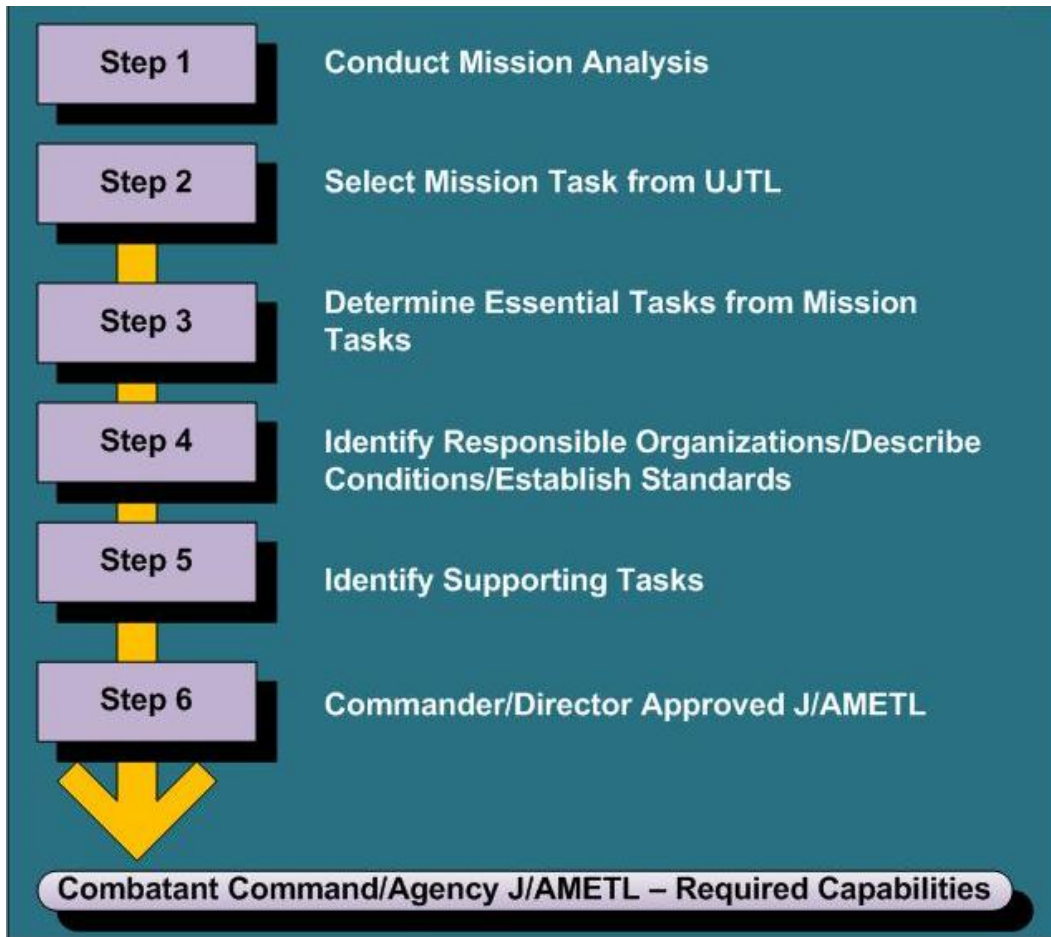 Step 1
Conduct Mission Analysis
Step 2
Select Mission Task from UJTL
Step 3
Determine Essential Tasks from Mission
Tasks
Step 4
Identify Responsible Organizations/Describe
Conditions/Establish Standards
Step 5
Identify Supporting Tasks
Step 6
Commander/Director Approved J/AMETL
Combatant Command/Agency J/AMETL – Required Capabilities